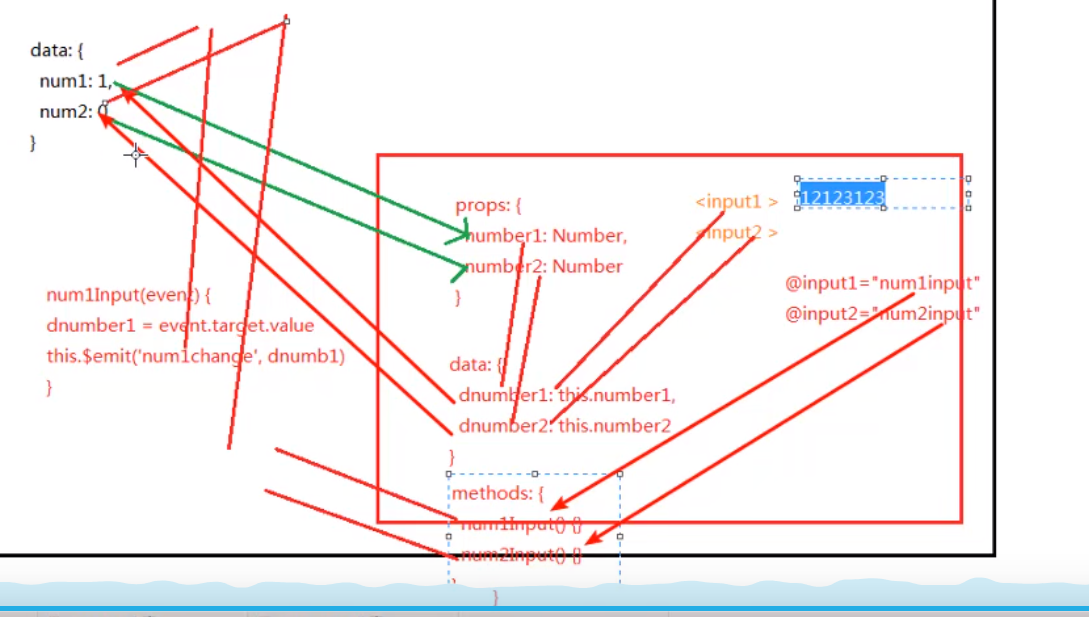 data: {
num1: 1,
num2: 0
}
props: {
number1: Number,
number2: Number
}
<input1 >
<input2 >
12123123
@input1="num1input"
@input2="num2input"
num1Input(event) {
dnumber1 = event.target.value
this.$emit('num1change', dnumb1)
}
data: {
dnumber1: this.number1,
dnumber2: this.number2
}
methods: {
num1Input() {}
num2Input() {}
}
}